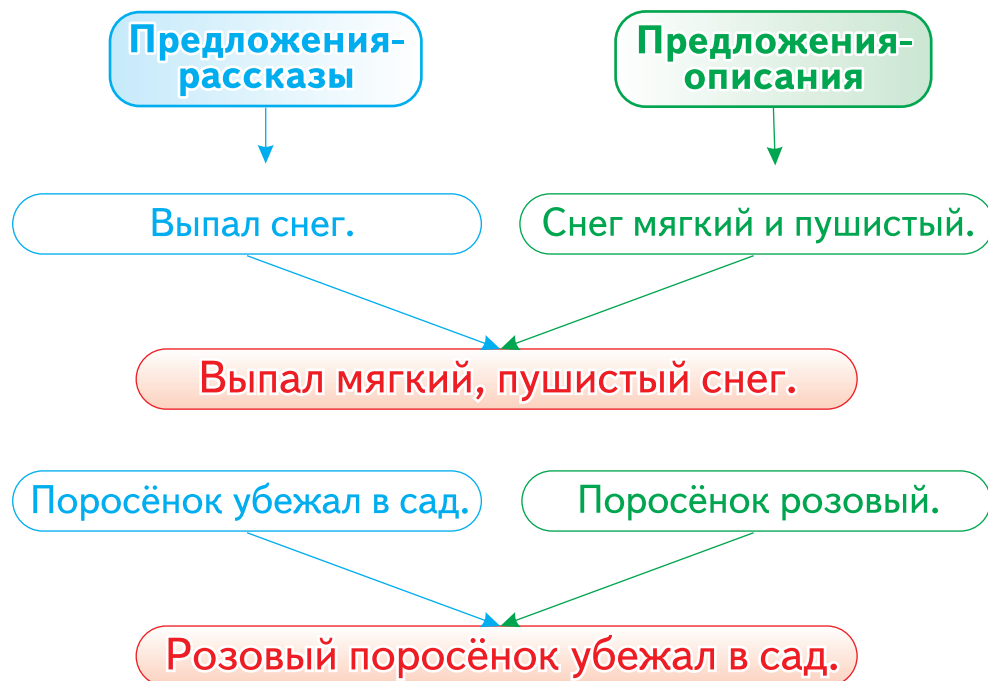 Предложения-
рассказы
Предложения-
описания
Выпал снег.
Снег мягкий и пушистый.
Выпал мягкий, пушистый снег.
Поросёнок убежал в сад.
Поросёнок розовый.
Розовый поросёнок убежал в сад.